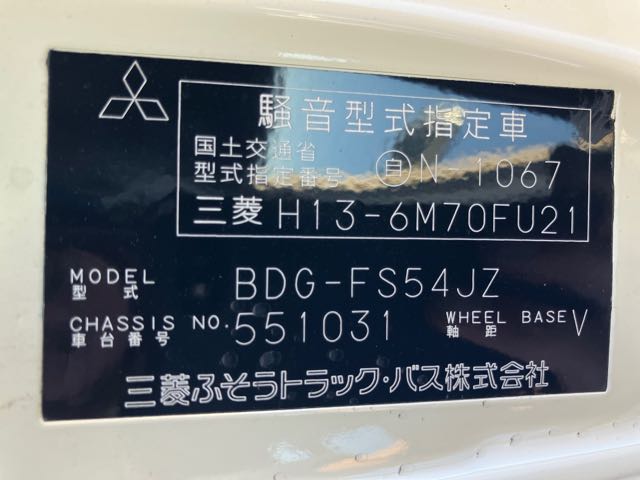 騒音型式指定車
国土交通省
型式指定番号 自N-1067
三菱 H13-6M70FU21
MODEL
型式 BDG-FS54JZ
CHASSIS NO. 551031 WHEEL BASE V
車台番号 軸距
三菱ふそうトラック・バス株式会社